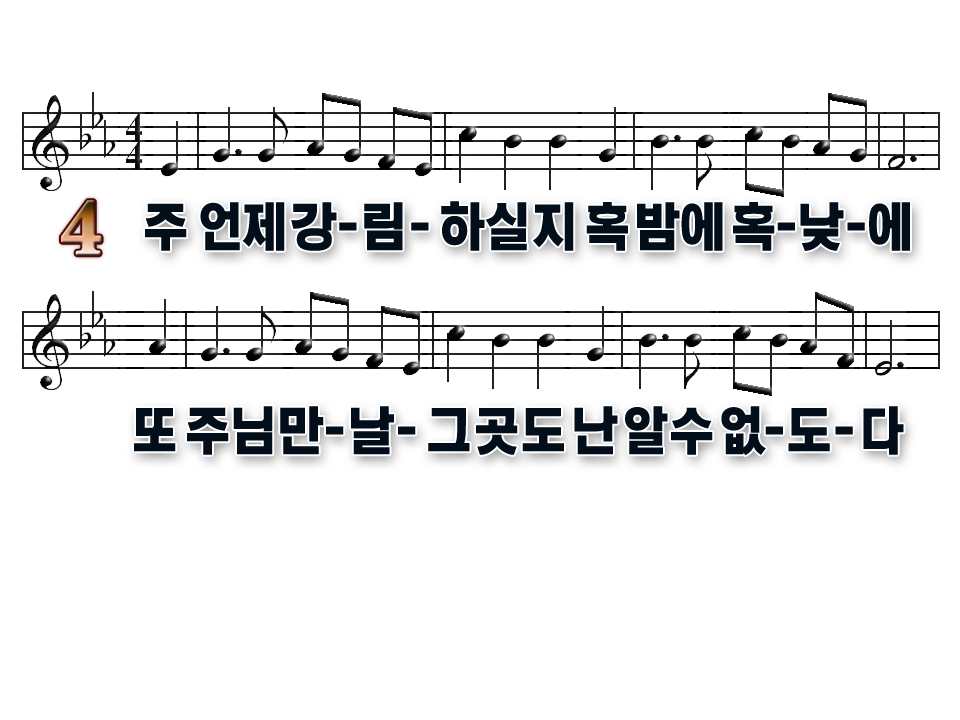 4 주 언제 강-림- 하실지 혹 밤에 혹-낮-에
또 주님만-날- 그곳도 난 알수 없-도-다